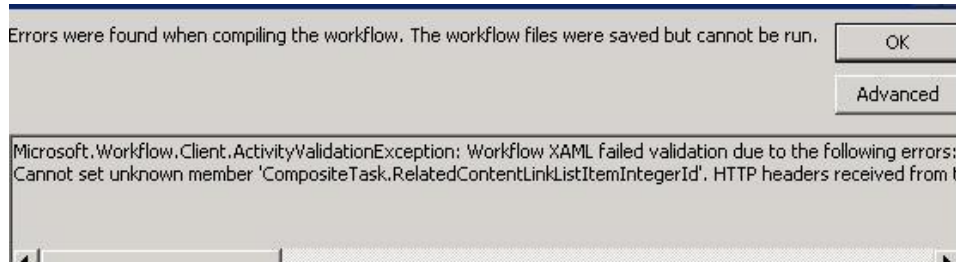 Errors were found when compiling the workflow. The workflow files were saved but cannot be run.
OK
Advanced
Microsoft.Workflow.Client.ActivityValidationException: Workflow XAML failed validation due to the following errors:
Cannot set unknown member 'CompositeTask.RelatedContentLinkListItemIntegerId'. HTTP headers received from